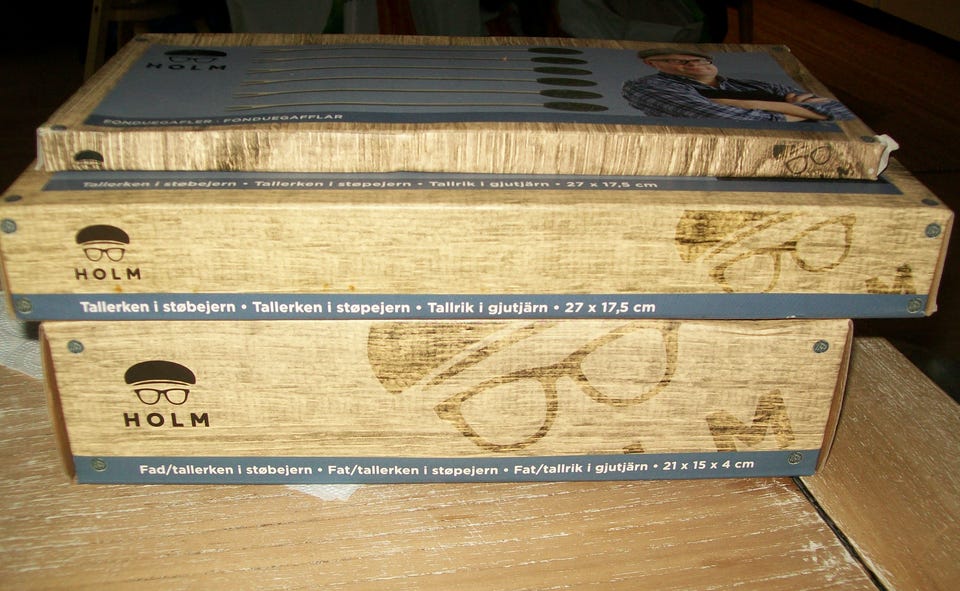 HOLM
FONDUEGAFLER · FONDUEGAFFLAR
Tallerken i støbejern • Tallerken i støpejern • Tallrik i gjutjärn • 27 x 17,5 cm
HOLM
Tallerken i støbejern • Tallerken i støpejern • Tallrik i gjutjärn • 27 x 17,5 cm
HOLM
M
Fad/tallerken i støbejern • Fat/tallerken i støpejern • Fat/tallrik i gjutjärn • 21 x 15 x 4 cm